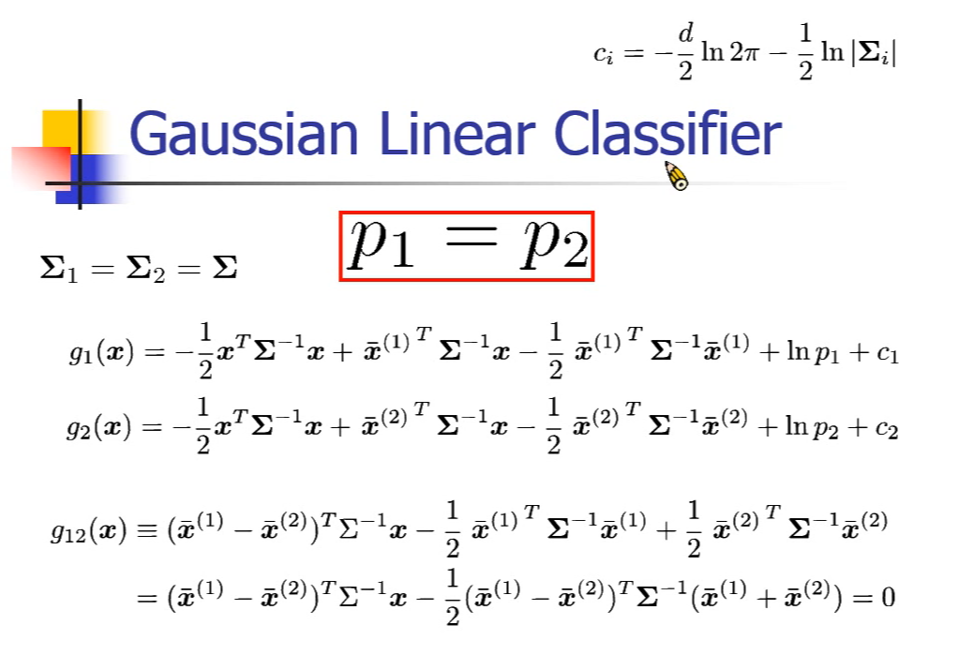 c_i = -\frac{d}{2} \ln 2\pi - \frac{1}{2} \ln |\mathbf{\Sigma}_i|
Gaussian Linear Classifier
p_1 = p_2
\mathbf{\Sigma}_1 = \mathbf{\Sigma}_2 = \mathbf{\Sigma}
g_1(\boldsymbol{x}) = -\frac{1}{2}\boldsymbol{x}^T\mathbf{\Sigma}^{-1}\boldsymbol{x} + \bar{\boldsymbol{x}}^{(1)T}\mathbf{\Sigma}^{-1}\boldsymbol{x} - \frac{1}{2}\bar{\boldsymbol{x}}^{(1)T}\mathbf{\Sigma}^{-1}\bar{\boldsymbol{x}}^{(1)} + \ln p_1 + c_1
g_2(\boldsymbol{x}) = -\frac{1}{2}\boldsymbol{x}^T\mathbf{\Sigma}^{-1}\boldsymbol{x} + \bar{\boldsymbol{x}}^{(2)T}\mathbf{\Sigma}^{-1}\boldsymbol{x} - \frac{1}{2}\bar{\boldsymbol{x}}^{(2)T}\mathbf{\Sigma}^{-1}\bar{\boldsymbol{x}}^{(2)} + \ln p_2 + c_2
g_{12}(\boldsymbol{x}) \equiv (\bar{\boldsymbol{x}}^{(1)} - \bar{\boldsymbol{x}}^{(2)})^T\Sigma^{-1}\boldsymbol{x} - \frac{1}{2}\bar{\boldsymbol{x}}^{(1)T}\mathbf{\Sigma}^{-1}\bar{\boldsymbol{x}}^{(1)} + \frac{1}{2}\bar{\boldsymbol{x}}^{(2)T}\mathbf{\Sigma}^{-1}\bar{\boldsymbol{x}}^{(2)}
= (\bar{\boldsymbol{x}}^{(1)} - \bar{\boldsymbol{x}}^{(2)})^T\Sigma^{-1}\boldsymbol{x} - \frac{1}{2}(\bar{\boldsymbol{x}}^{(1)} - \bar{\boldsymbol{x}}^{(2)})^T\mathbf{\Sigma}^{-1}(\bar{\boldsymbol{x}}^{(1)} + \bar{\boldsymbol{x}}^{(2)}) = 0